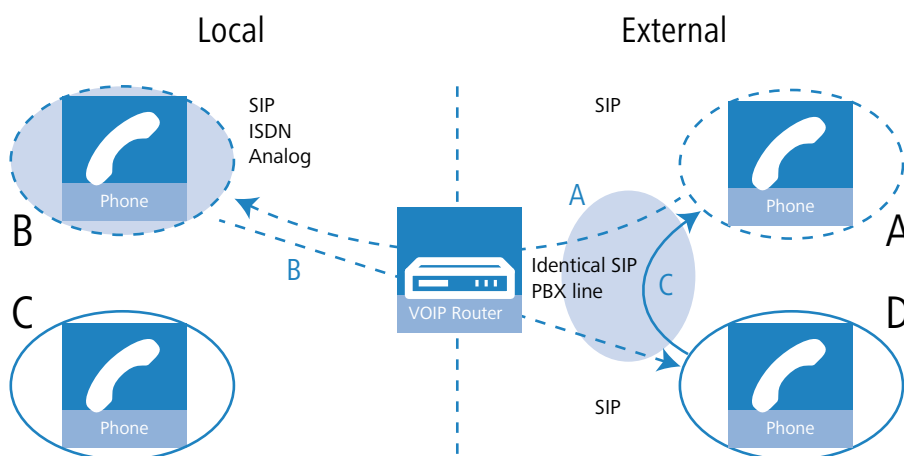 Local
External
SIP
ISDN
Analog
SIP
Phone
Phone
B
A
A
B
Identical SIP
PBX line
C
VOIP Router
C
D
Phone
Phone
SIP